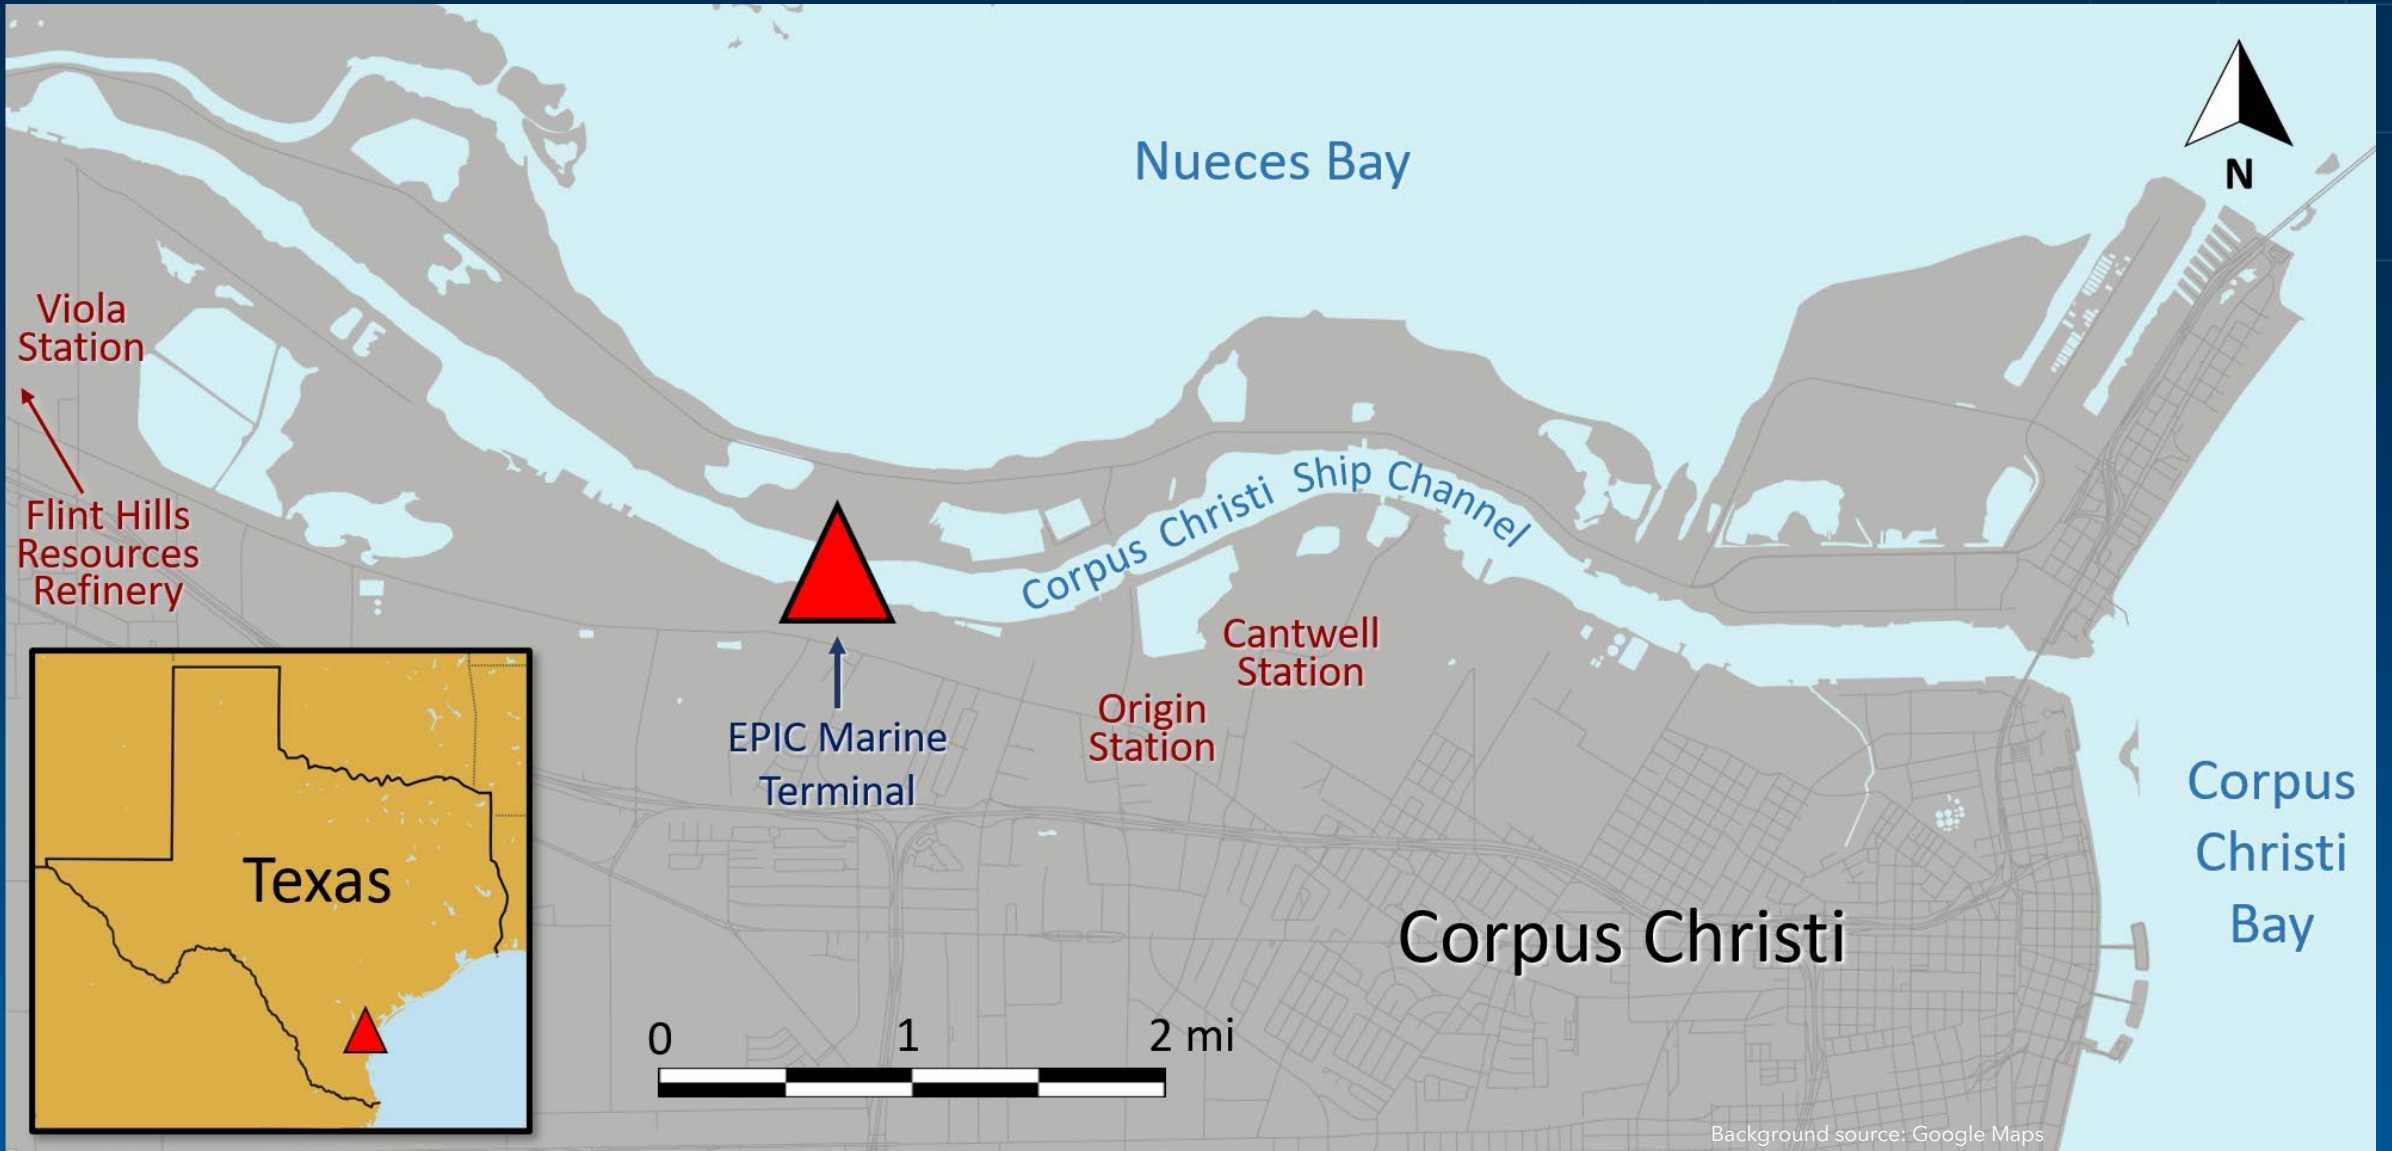 Nueces Bay
N
Viola
Station
Flint Hills
Resources
Refinery
Corpus Christi Ship Channel
Cantwell
Station
Origin
Station
EPIC Marine
Terminal
Corpus
Christi
Bay
Texas
Corpus Christi
0 1 2 mi
Background source: Google Maps